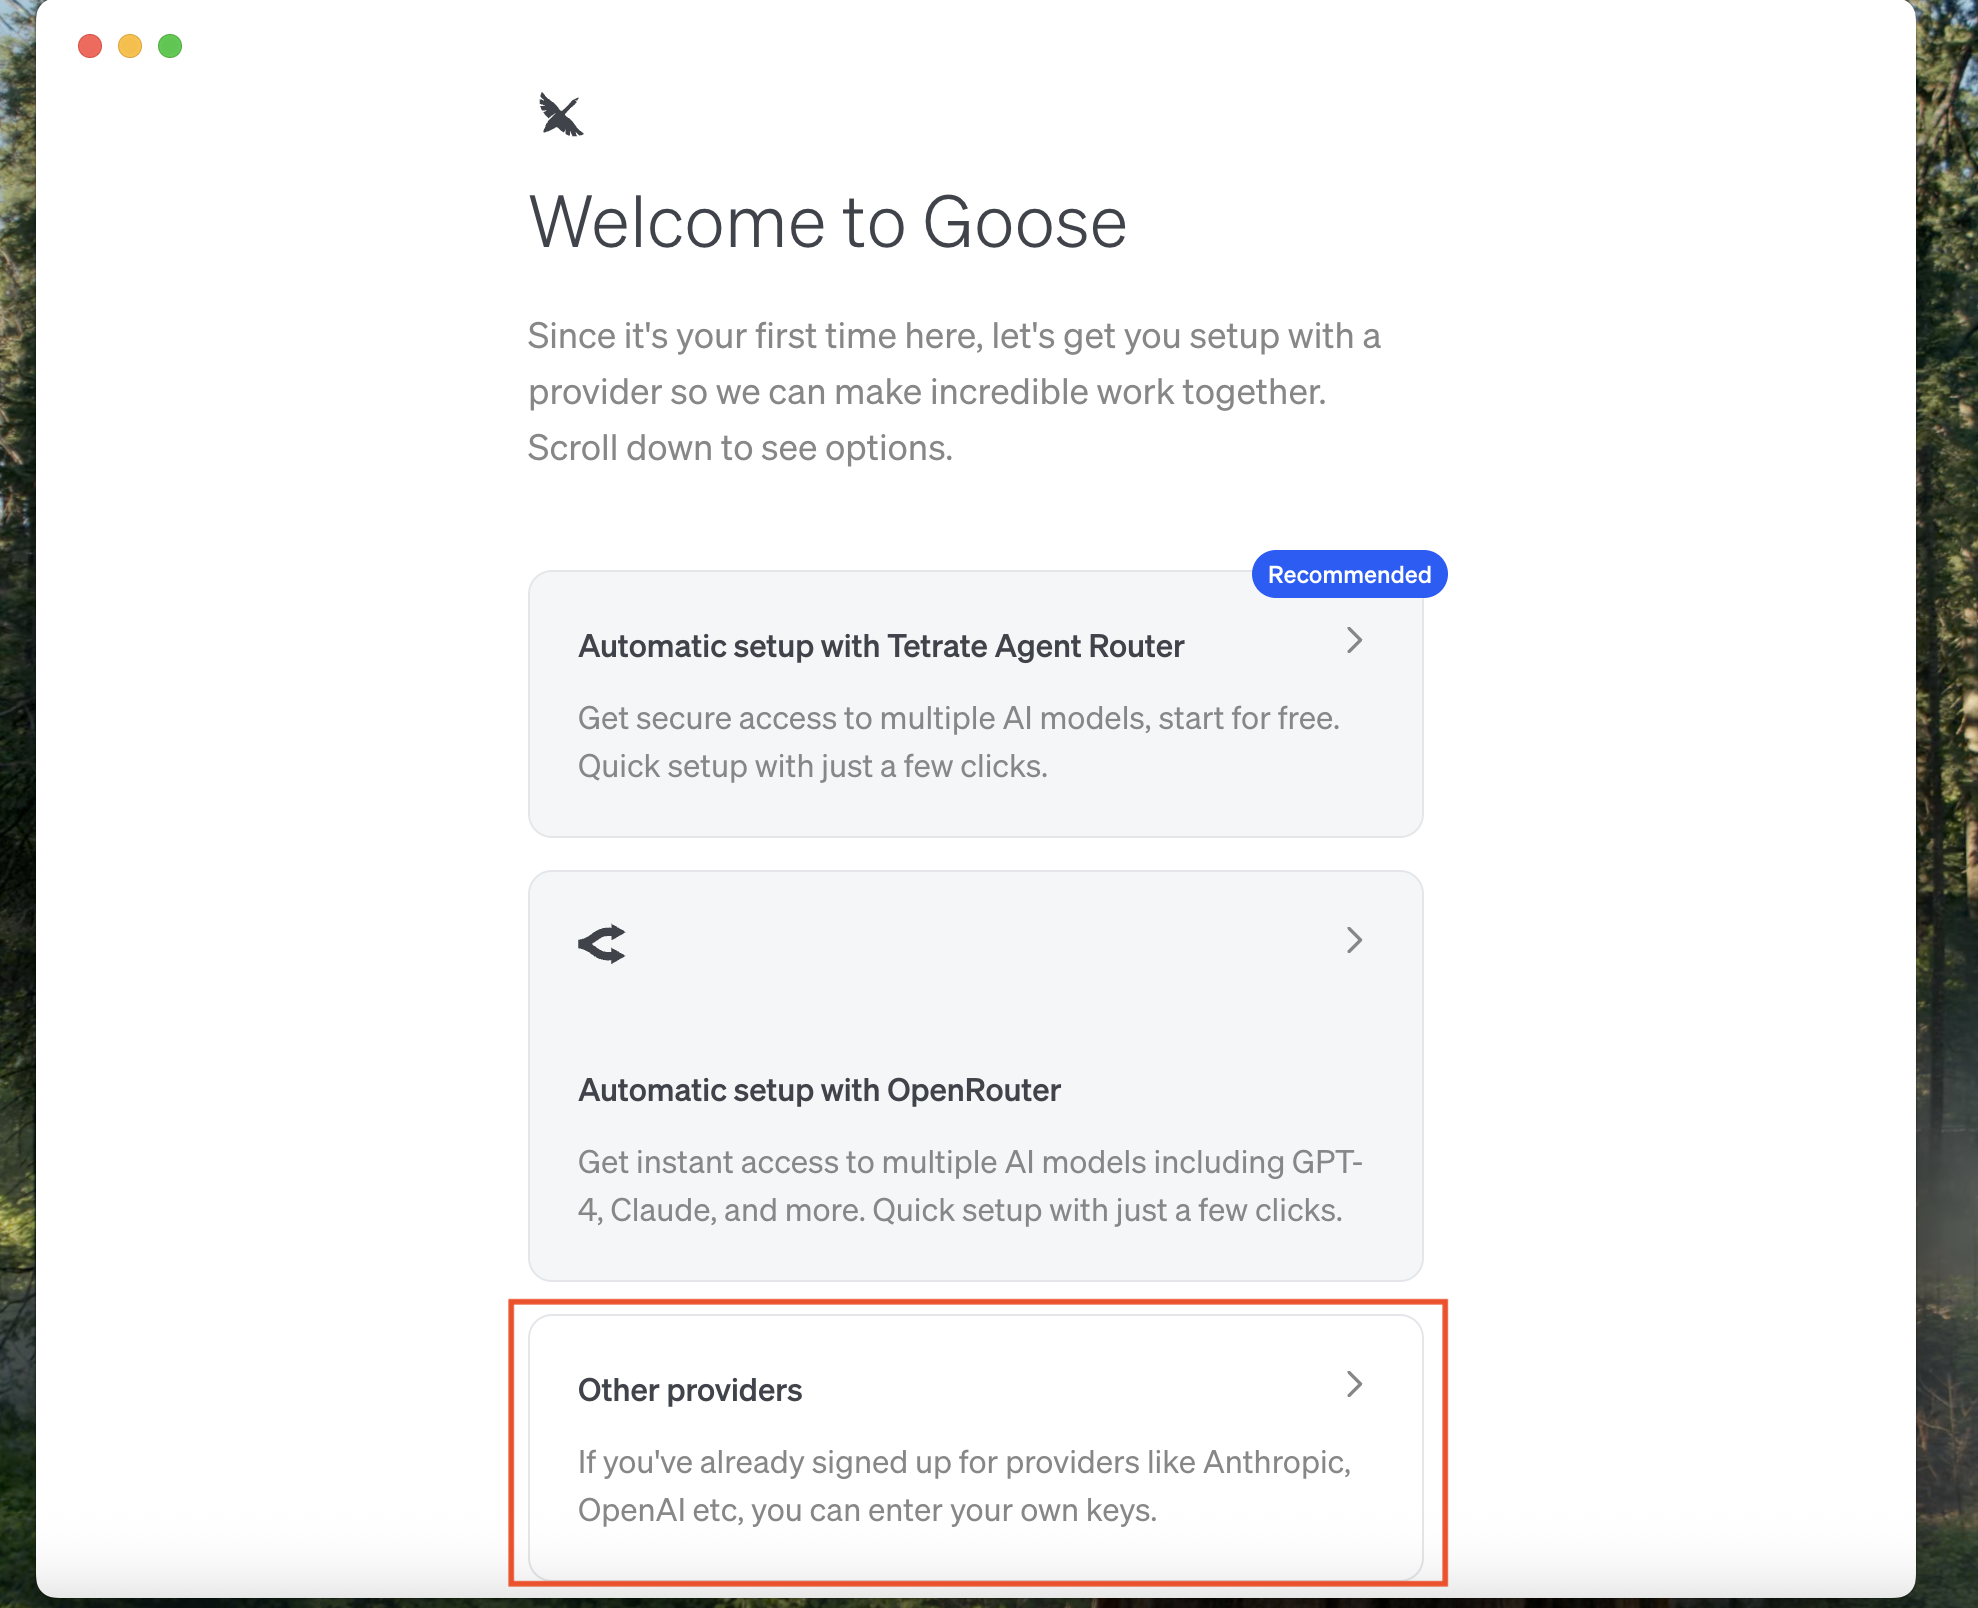 Welcome to Goose
Since it's your first time here, let's get you setup with a
provider so we can make incredible work together.
Scroll down to see options.
Recommended
Automatic setup with Tetrate Agent Router
Get secure access to multiple AI models, start for free.
Quick setup with just a few clicks.
Automatic setup with OpenRouter
Get instant access to multiple AI models including GPT-
4, Claude, and more. Quick setup with just a few clicks.
Other providers
If you've already signed up for providers like Anthropic,
OpenAI etc, you can enter your own keys.